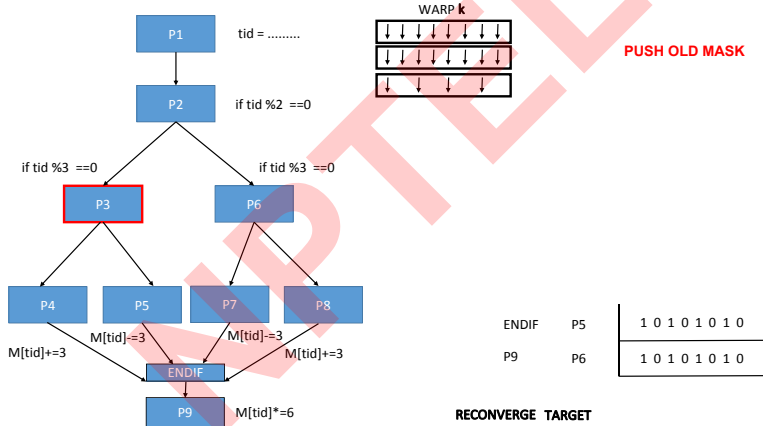 WARP k
P1
tid = .........
PUSH OLD MASK
P2
if tid %2 ==0
if tid %3 ==0
if tid %3 ==0
P3
P6
P4
P5
P7
P8
M[tid]+=3
M[tid]-=3
M[tid]-=3
M[tid]+=3
ENDIF
P9
M[tid]*=6
ENDIF P5 1 0 1 0 1 0 1 0
P9 P6 1 0 1 0 1 0 1 0
RECONVERGE TARGET
NPTEL